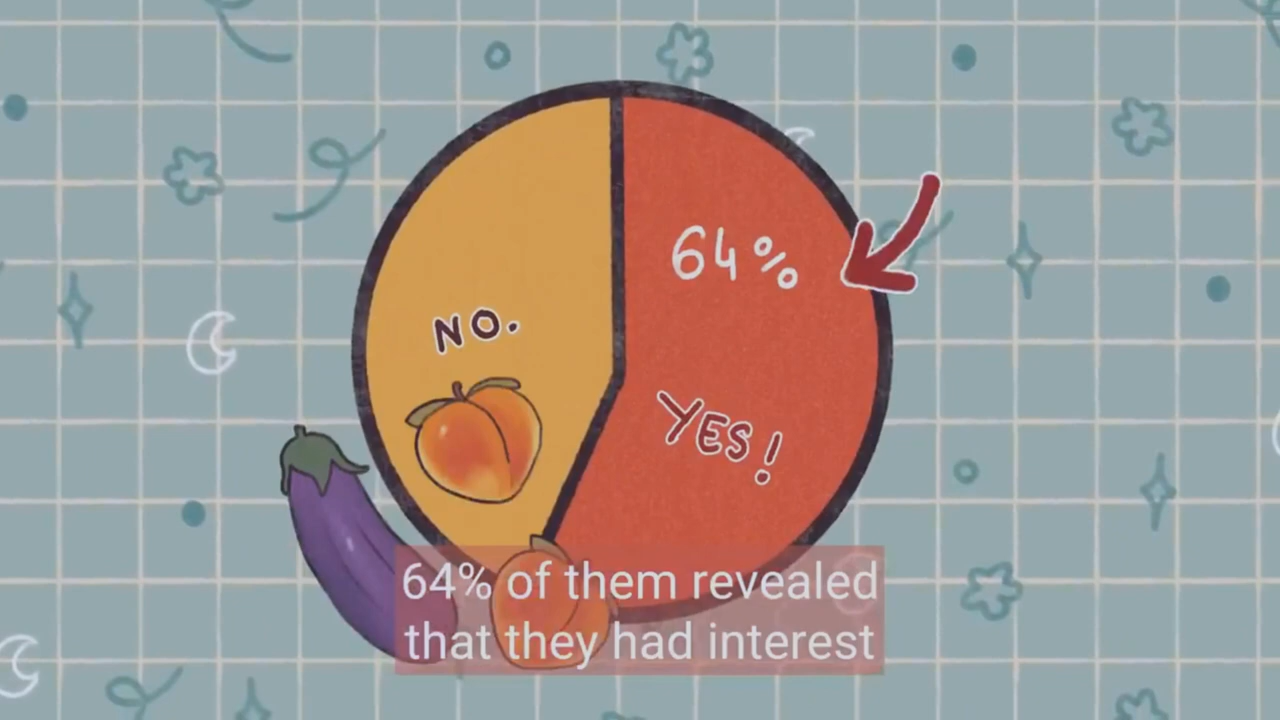 64%
NO.
YES!
64% of them revealed
that they had interest